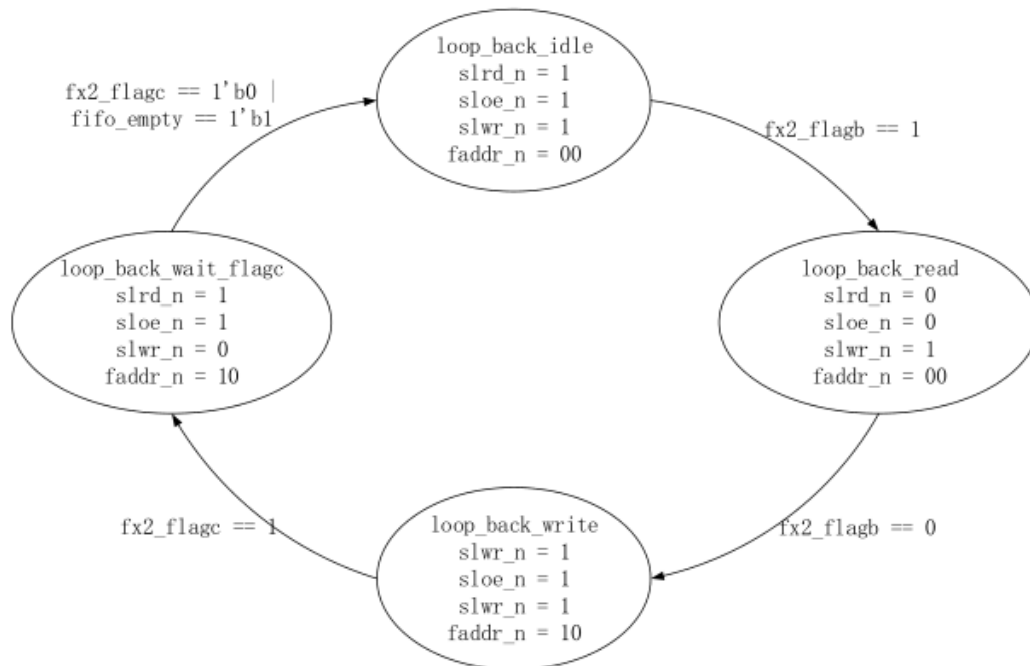 loop_back_idle
slrd_n = 1
sloe_n = 1
slwr_n = 1
faddr_n = 00
fx2_flagc == 1'b0 |
fifo_empty == 1'b1
fx2_flagb == 1
loop_back_wait_flagc
slrd_n = 1
sloe_n = 1
slwr_n = 0
faddr_n = 10
loop_back_read
slrd_n = 0
sloe_n = 0
slwr_n = 1
faddr_n = 00
fx2_flagc == 1
fx2_flagb == 0
loop_back_write
slwr_n = 1
sloe_n = 1
slwr_n = 1
faddr_n = 10